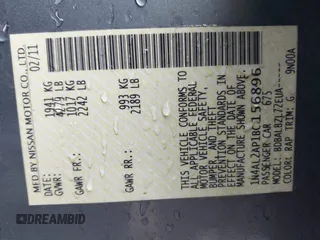 MFD BY NISSAN MOTOR CO.,LTD.
02/11
1941 KG
GVWR: 4279 LB
1017 KG
GAWR FR: 2242 LB
993 KG
GAWR RR: 2189 LB
THIS VEHICLE CONFORMS TO
ALL APPLICABLE FEDERAL
MOTOR VEHICLE SAFETY,
BUMPER, AND THEFT
PREVENTION STANDARDS
IN EFFECT ON THE DATE OF
MANUFACTURE SHOWN ABOVE.
PASSENGER CAR
COLOR: RAP TRIM: G
9N00A
© DREAMBID